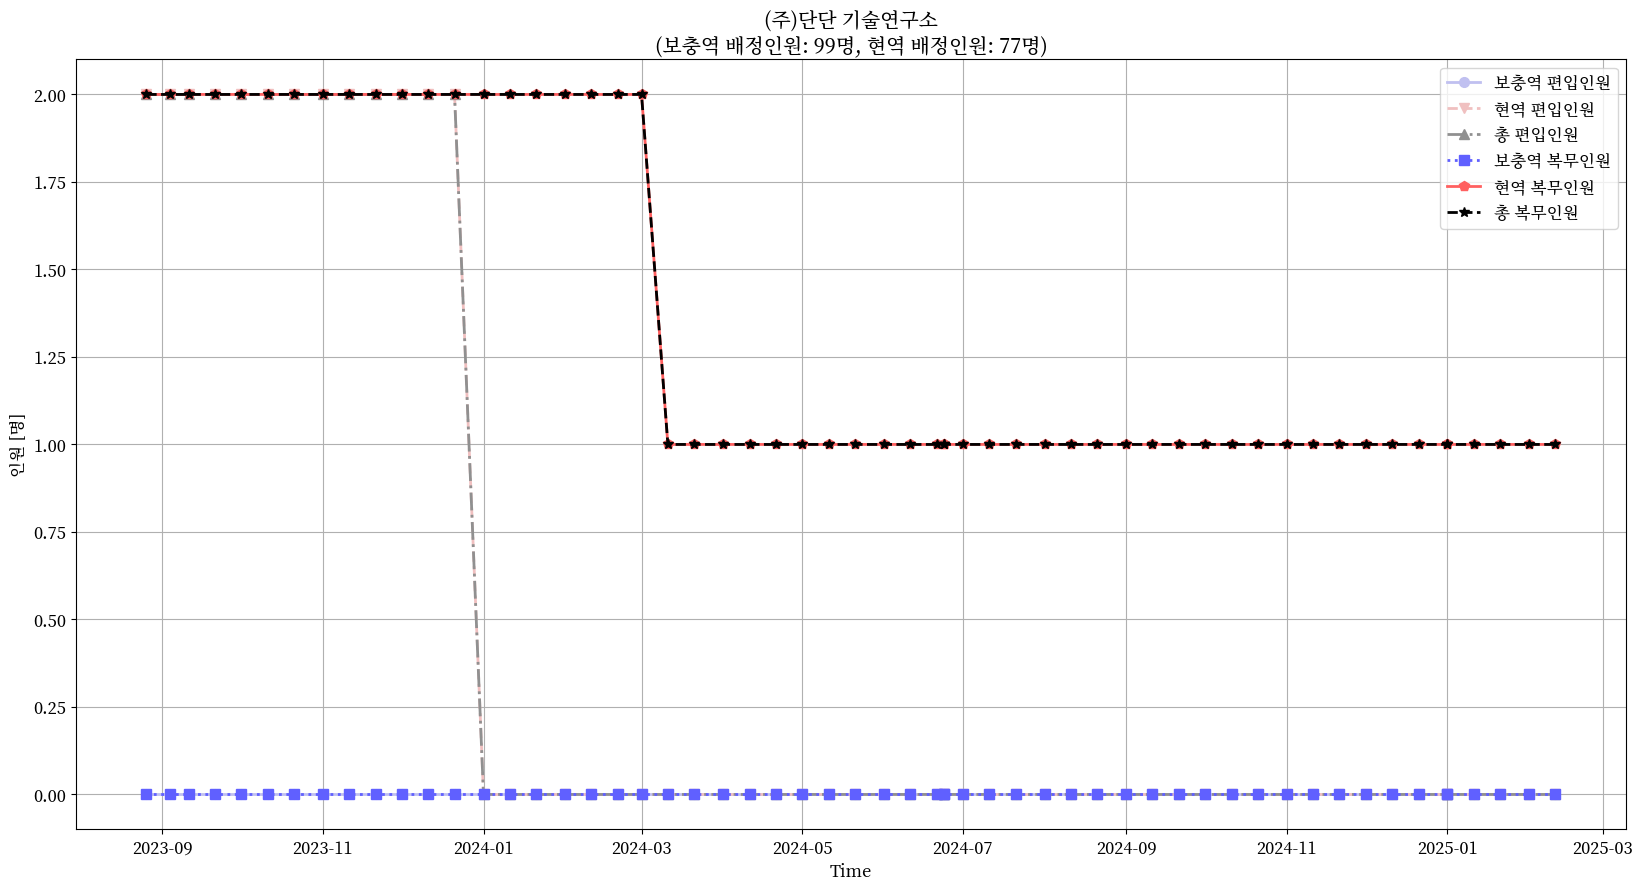 (주)단단 기술연구소
(보충역 배정인원: 99명, 현역 배정인원: 77명)
보충역 편입인원
현역 편입인원
총 편입인원
보충역 복무인원
현역 복무인원
총 복무인원
인원 [명]
2.00
1.75
1.50
1.25
1.00
0.75
0.50
0.25
0.00
2023-09
2023-11
2024-01
2024-03
2024-05
2024-07
2024-09
2024-11
2025-01
2025-03
Time